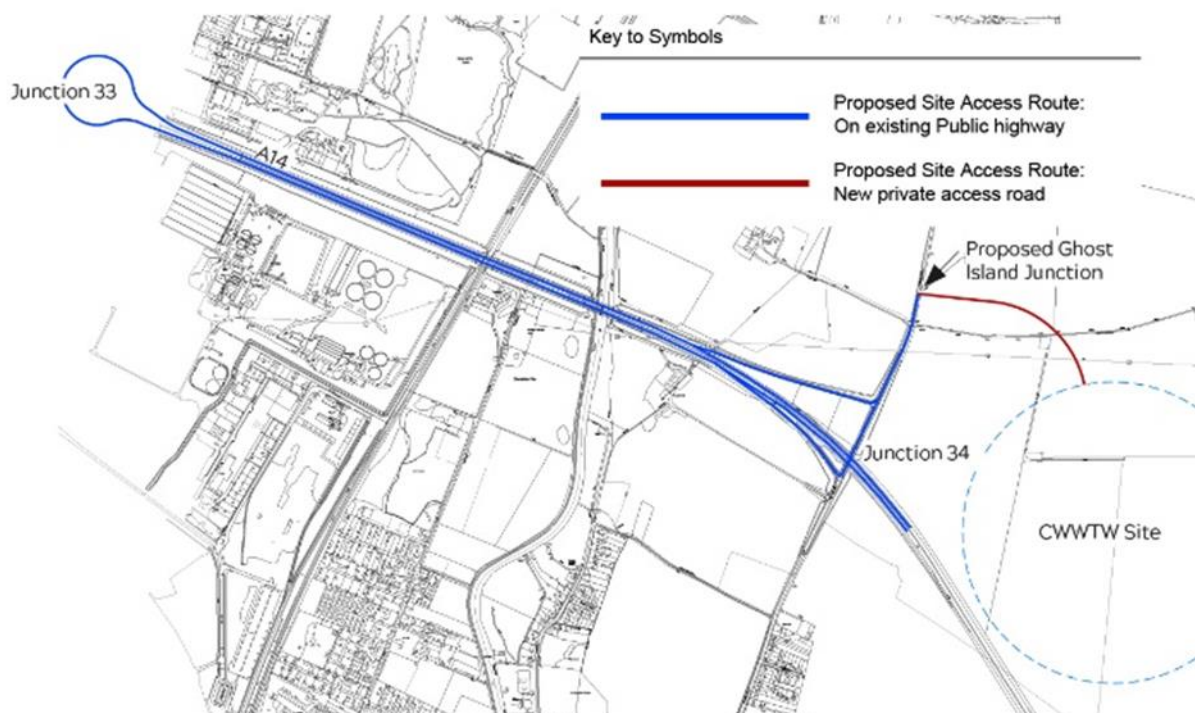 Key to Symbols
Junction 33
Proposed Site Access Route:
On existing Public highway
A14
Proposed Site Access Route:
New private access road
Proposed Ghost
Island Junction
Junction 34
CWWTW Site